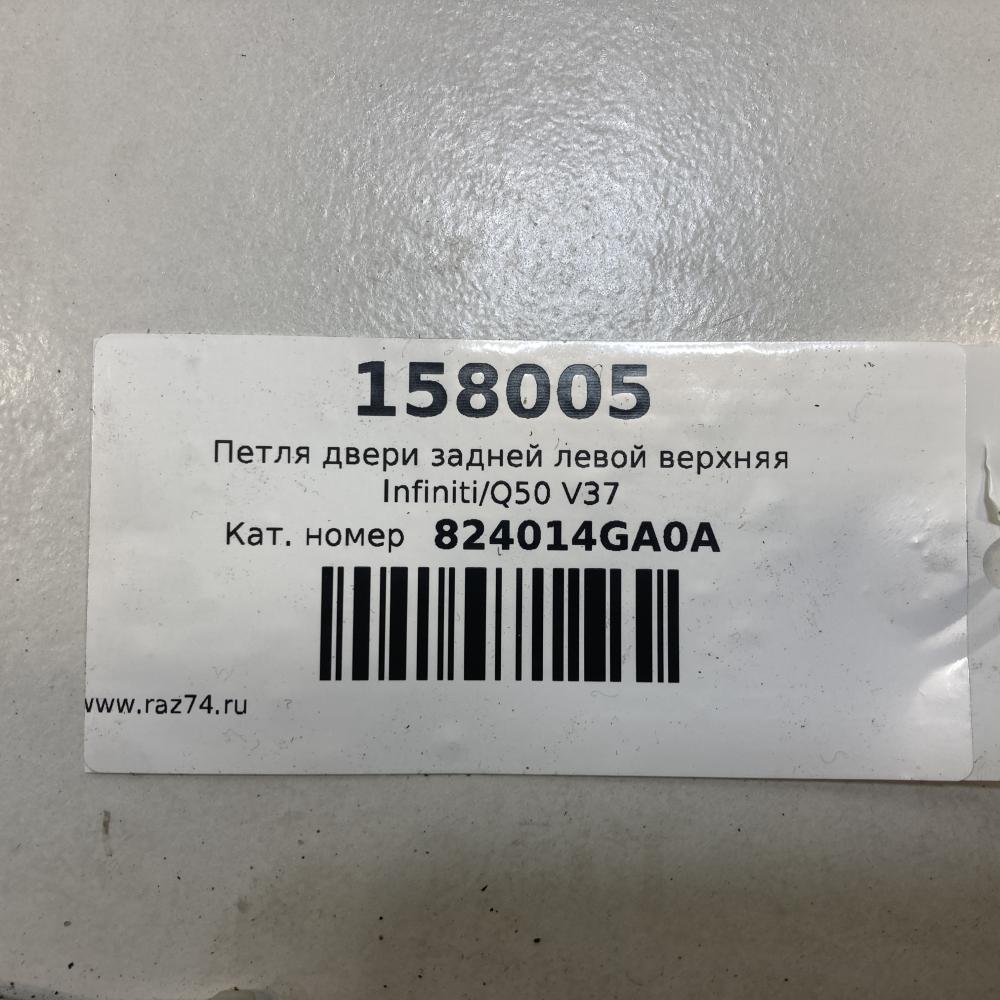 158005
Петля двери задней левой верхняя
Infiniti/Q50 V37
Кат. номер 824014GA0A
www.raz74.ru